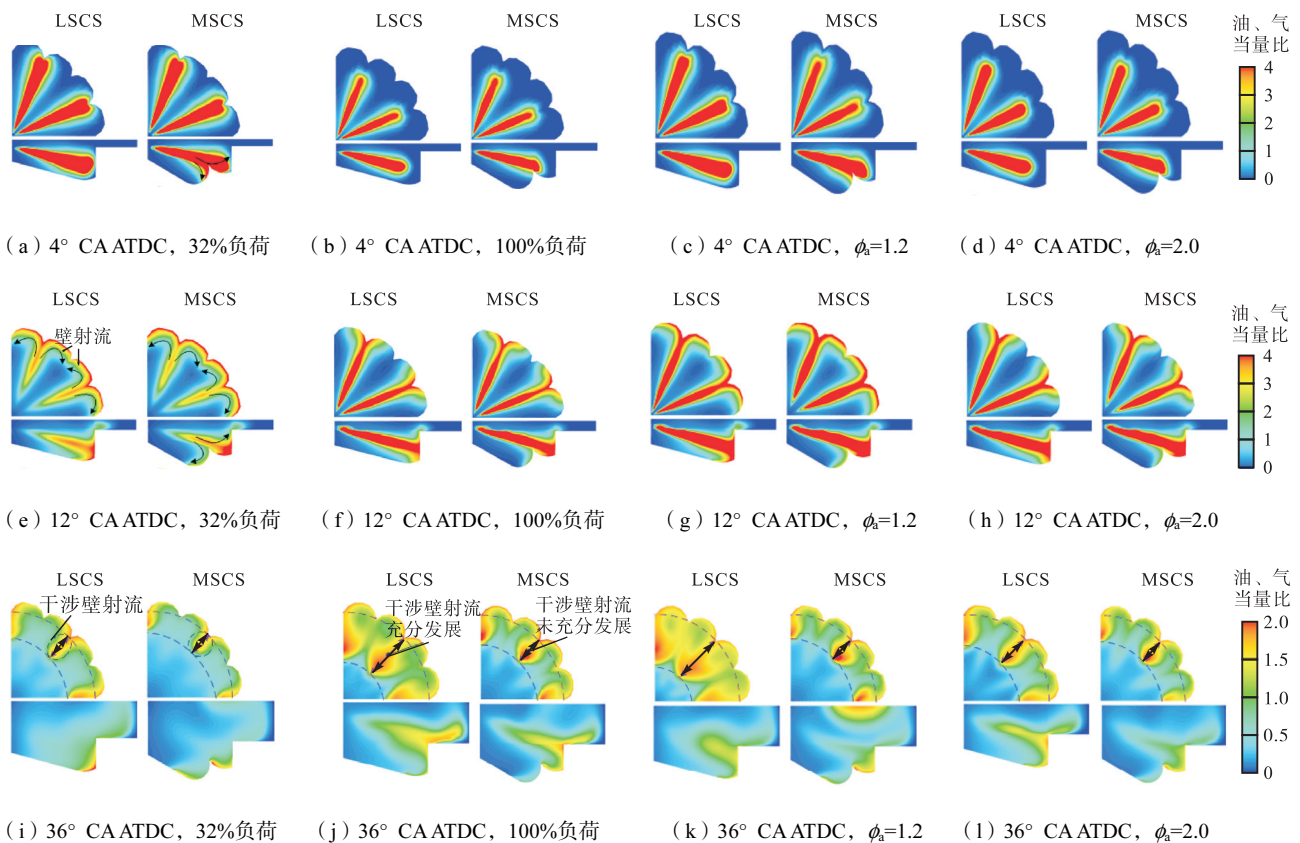 LSCS MSCS LSCS MSCS LSCS MSCS LSCS MSCS
油、气
当量比
4
3
2
1
0
(a)4° CA ATDC,32%负荷
(b)4° CA ATDC,100%负荷
(c)4° CA ATDC,ϕa=1.2
(d)4° CA ATDC,ϕa=2.0
LSCS MSCS LSCS MSCS LSCS MSCS LSCS MSCS
壁射流
油、气
当量比
4
3
2
1
0
(e)12° CA ATDC,32%负荷
(f)12° CA ATDC,100%负荷
(g)12° CA ATDC,ϕa=1.2
(h)12° CA ATDC,ϕa=2.0
LSCS MSCS LSCS MSCS LSCS MSCS LSCS MSCS
干涉壁射流
干涉壁射流
充分发展
干涉壁射流
未充分发展
油、气
当量比
2.0
1.5
1.0
0.5
0
(i)36° CA ATDC,32%负荷
(j)36° CA ATDC,100%负荷
(k)36° CA ATDC,ϕa=1.2
(l)36° CA ATDC,ϕa=2.0